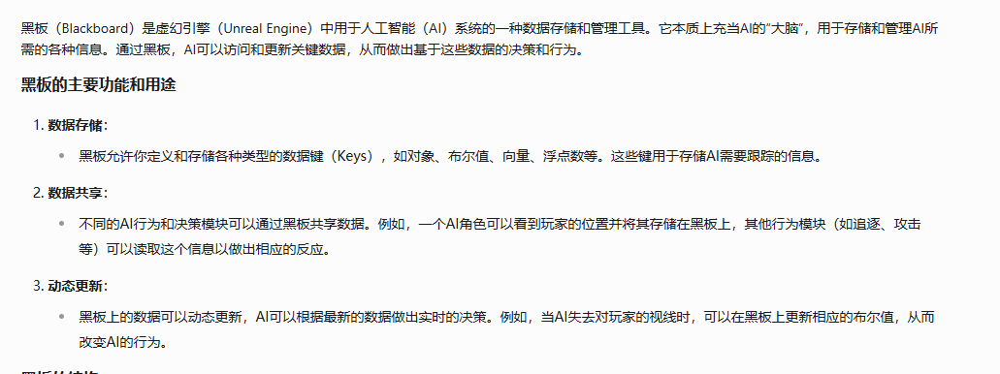 黑板（Blackboard）是虚幻引擎（Unreal Engine）中用于人工智能（AI）系统的一种数据存储和管理工具。它本质上充当AI的“大脑”，用于存储和管理AI所
需的各种信息。通过黑板，AI可以访问和更新关键数据，从而做出基于这些数据的决策和行为。
黑板的主要功能和用途
1. 数据存储：
• 黑板允许你定义和存储各种类型的数据键（Keys），如对象、布尔值、向量、浮点数等。这些键用于存储AI需要跟踪的信息。
2. 数据共享：
• 不同的AI行为和决策模块可以通过黑板共享数据。例如，一个AI角色可以看到玩家的位置并将其存储在黑板上，其他行为模块（如追逐、攻击
等）可以读取这个信息以做出相应的反应。
3. 动态更新：
• 黑板上的数据可以动态更新，AI可以根据最新的数据做出实时的决策。例如，当AI失去对玩家的视线时，可以在黑板上更新相应的布尔值，从而
改变AI的行为。